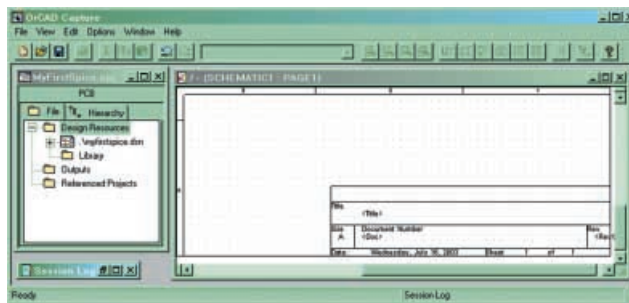 OrCAD Capture
File View Edit Options Window Help
MyFirstSpice
PCB
File Hierarchy
Design Resources
.\myfirstspice.dsn
Library
Outputs
Referenced Projects
Session Log
/ - (SCHEMATIC1 : PAGE1)
Title
<Title>
Size Document Number Rev
A <Doc>
Date: Wednesday, July 16, 2003 Sheet 1 of 1
Ready Session Log